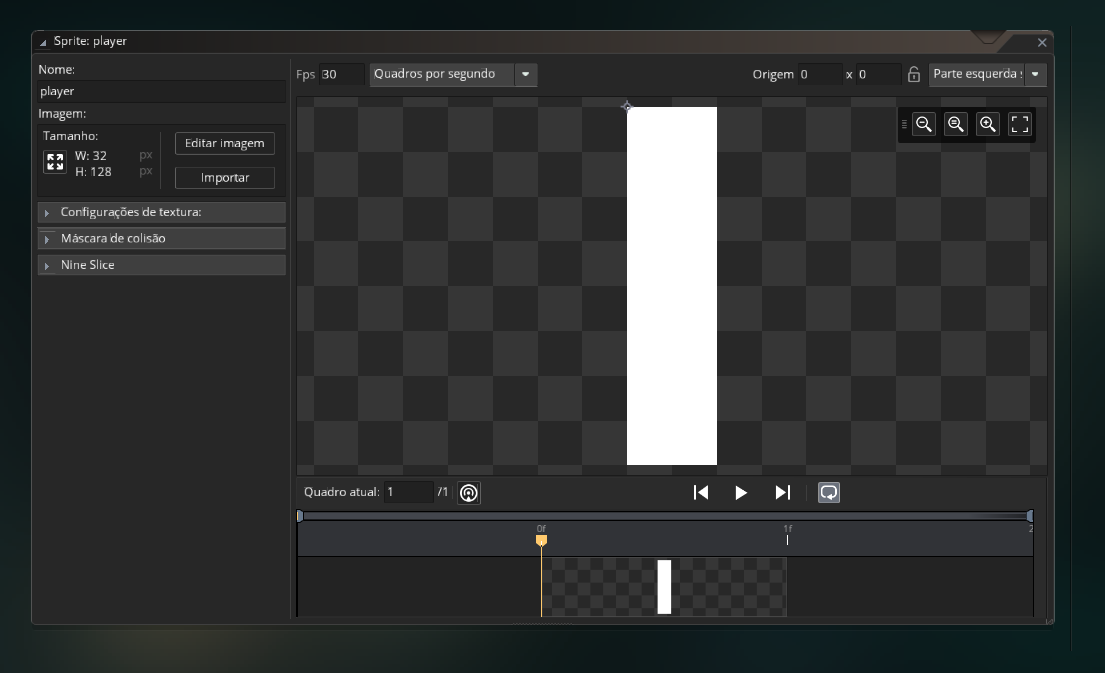 Sprite: player
Nome:
player
Imagem:
Tamanho:
W: 32 px
H: 128 px
Editar imagem
Importar
Configurações de textura:
Máscara de colisão
Nine Slice
Fps 30 Quadros por segundo
Origem 0 x 0 Parte esquerda
Quadro atual: 1 /1
0f 1f 2